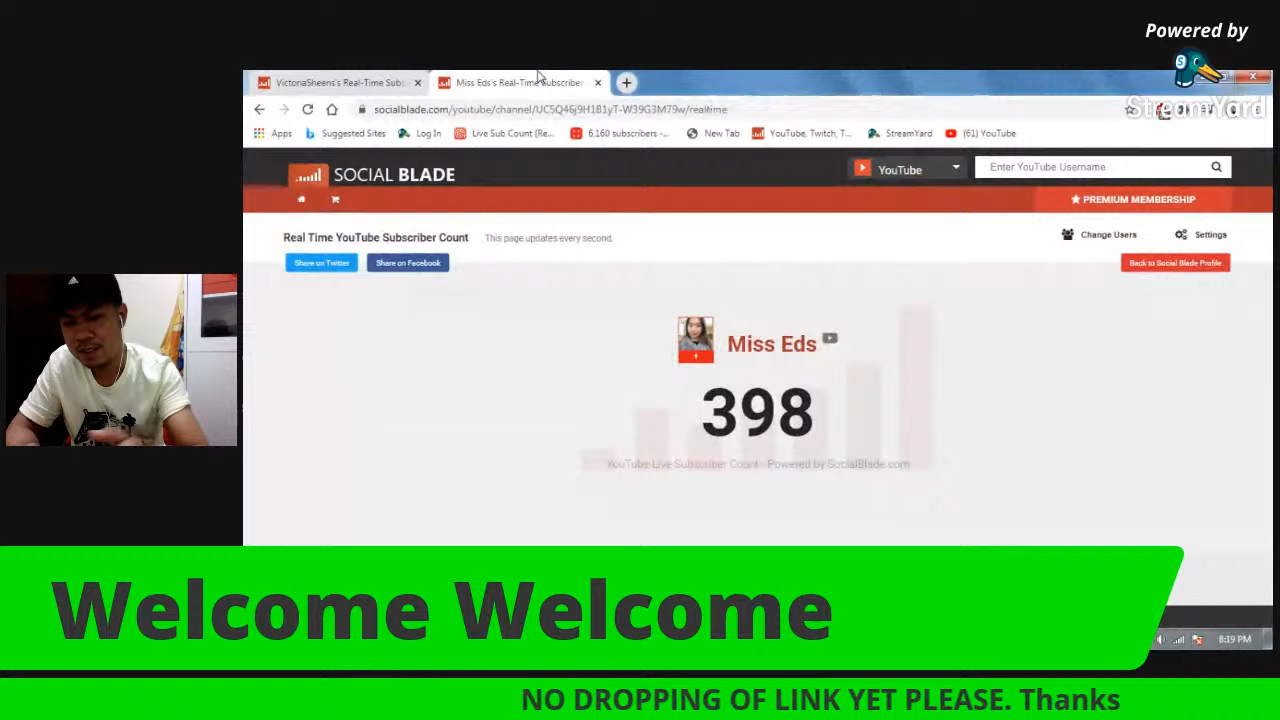 Powered by
StreamYard
VictoriaSheens's Real-Time Subs
Miss Eds's Real-Time Subscriber
socialblade.com/youtube/channel/UC5Q46j9H1B1yT-W39G3M79w/realtime
Apps
Suggested Sites
Log In
Live Sub Count (Re...
6,160 subscribers -...
New Tab
YouTube, Twitch, T...
StreamYard
(61) YouTube
SOCIAL BLADE
YouTube
Enter YouTube Username
PREMIUM MEMBERSHIP
Real Time YouTube Subscriber Count
This page updates every second.
Change Users
Settings
Share on Twitter
Share on Facebook
Back to Social Blade Profile
Miss Eds
398
YouTube Live Subscriber Count - Powered by SocialBlade.com
Welcome Welcome
8:19 PM
NO DROPPING OF LINK YET PLEASE. Thanks